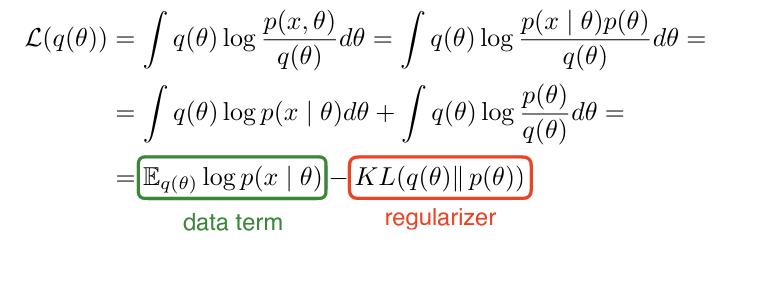 ℒ(q(θ)) = ∫ q(θ) log p(x, θ)/q(θ) dθ = ∫ q(θ) log p(x | θ)p(θ)/q(θ) dθ =
= ∫ q(θ) log p(x | θ)dθ + ∫ q(θ) log p(θ)/q(θ) dθ =
= 𝔼_{q(θ)} log p(x | θ) − KL(q(θ)‖ p(θ))
data term regularizer